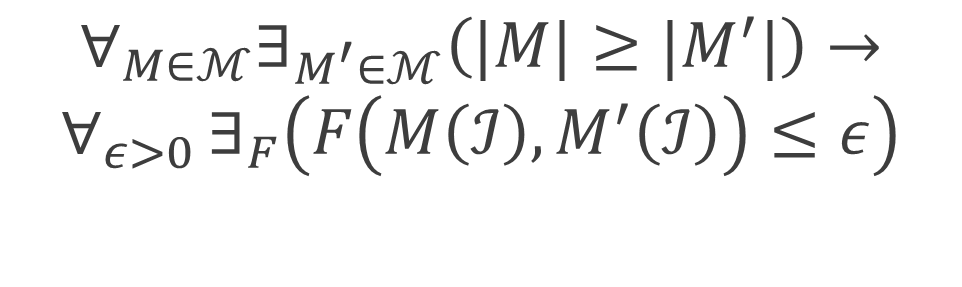 ∀_{M∈ℳ}∃_{M′∈ℳ}(|M| ≥ |M′|) →
∀_{ϵ>0} ∃_F(F(M(ℐ), M′(ℐ)) ≤ ϵ)